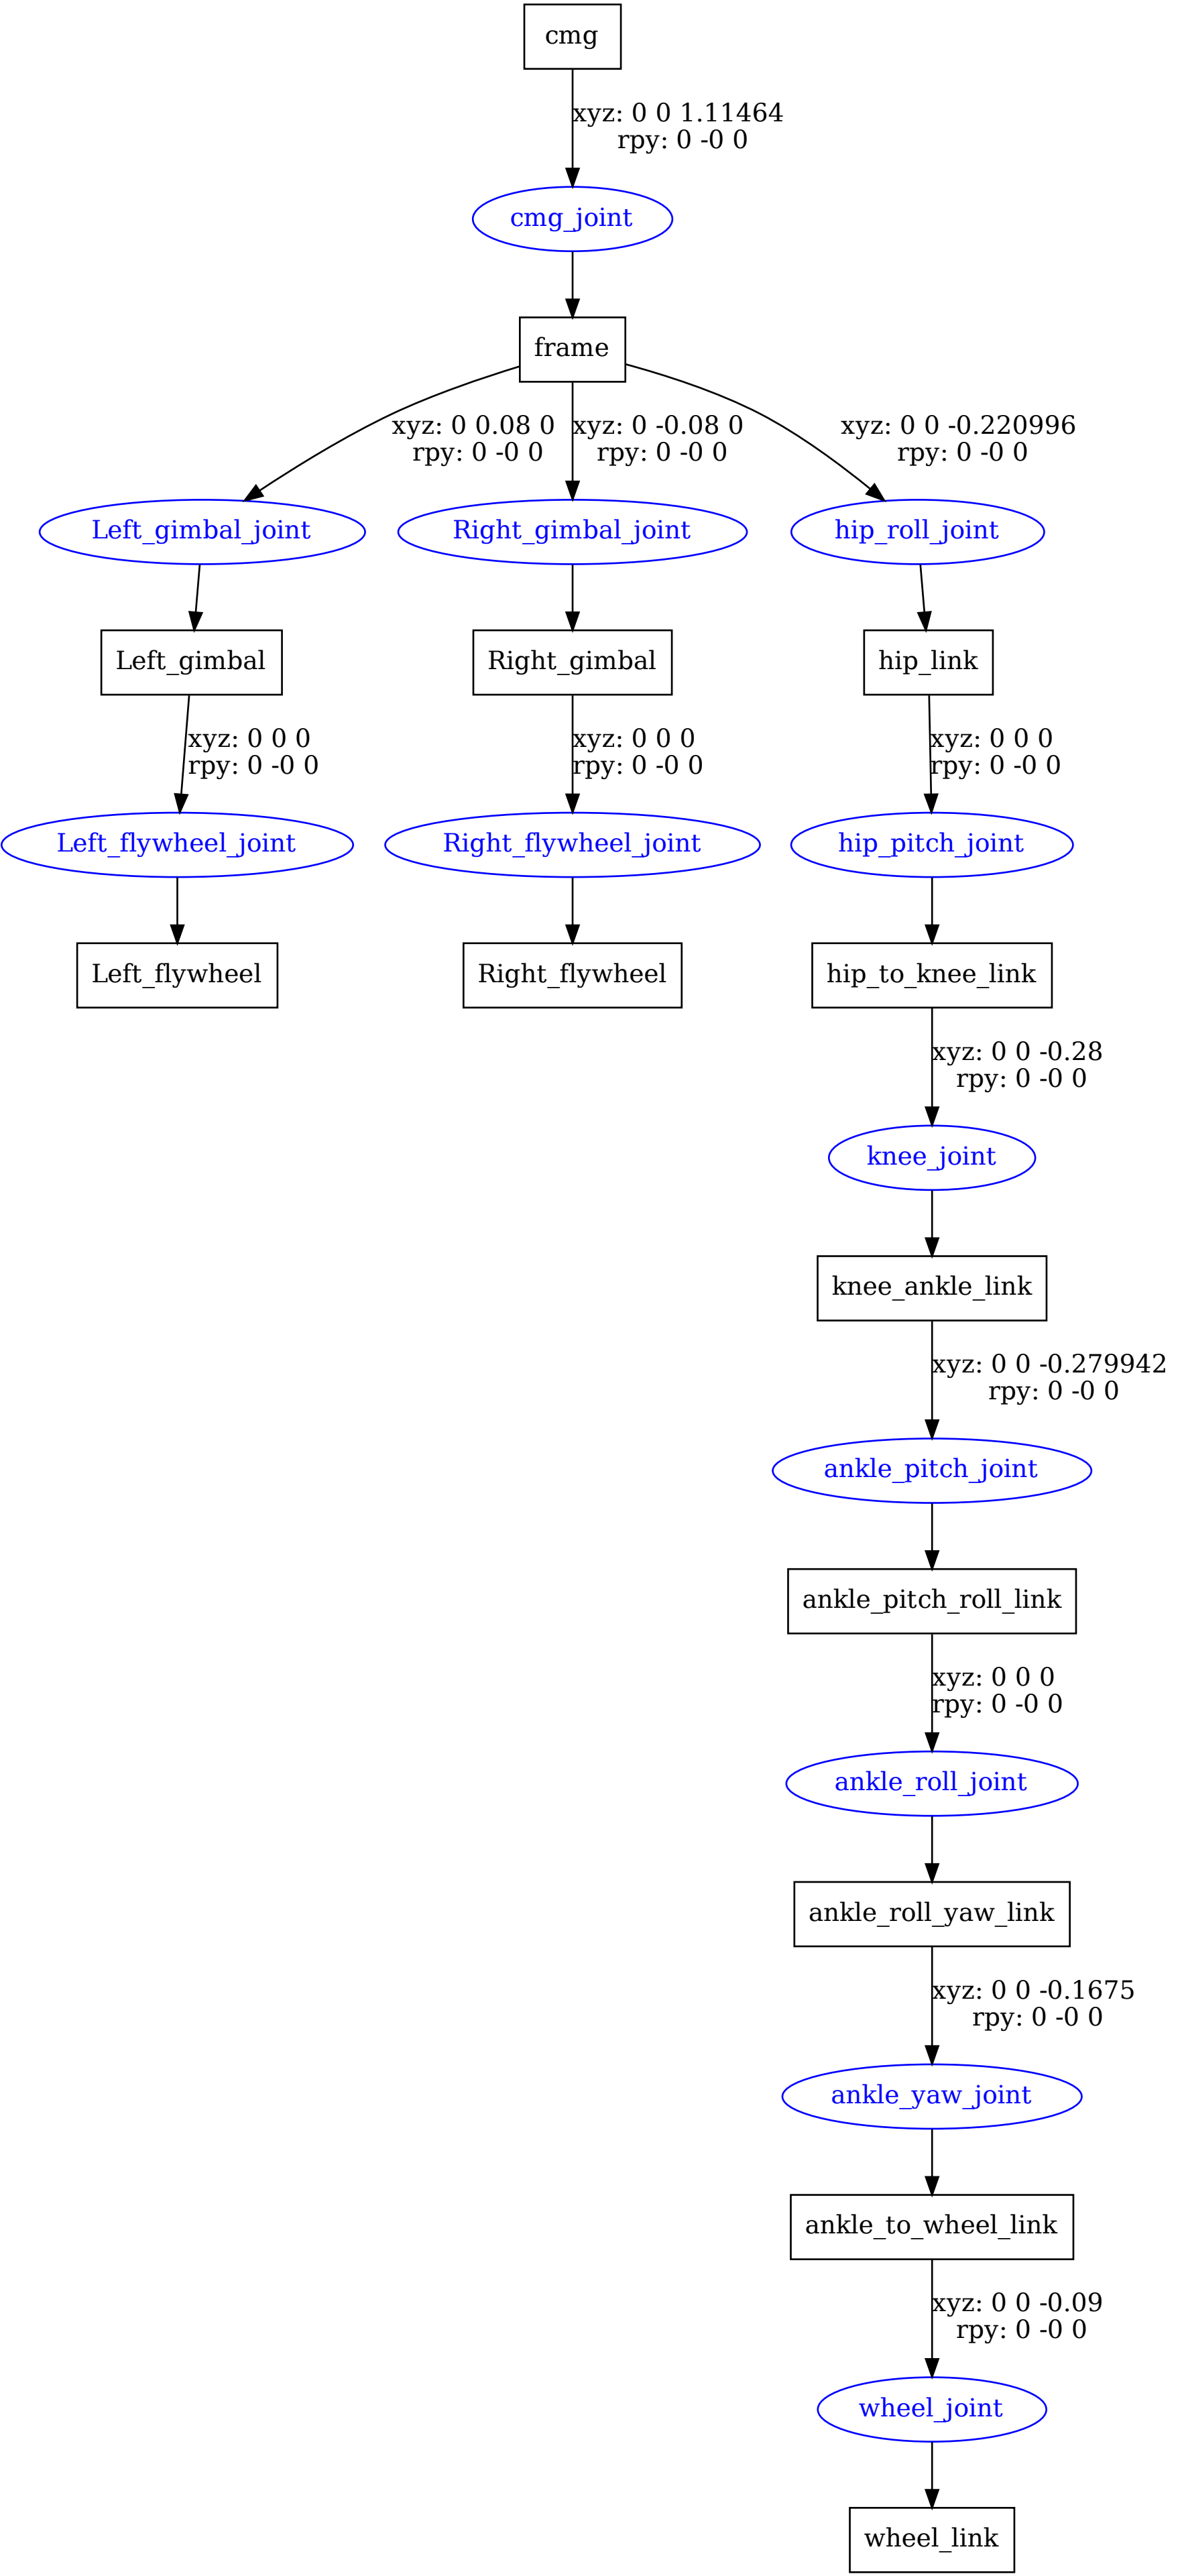 cmg
xyz: 0 0 1.11464
rpy: 0 -0 0
cmg_joint
frame
xyz: 0 0.08 0
rpy: 0 -0 0
xyz: 0 -0.08 0
rpy: 0 -0 0
xyz: 0 0 -0.220996
rpy: 0 -0 0
Left_gimbal_joint
Right_gimbal_joint
hip_roll_joint
Left_gimbal
Right_gimbal
hip_link
xyz: 0 0 0
rpy: 0 -0 0
xyz: 0 0 0
rpy: 0 -0 0
xyz: 0 0 0
rpy: 0 -0 0
Left_flywheel_joint
Right_flywheel_joint
hip_pitch_joint
Left_flywheel
Right_flywheel
hip_to_knee_link
xyz: 0 0 -0.28
rpy: 0 -0 0
knee_joint
knee_ankle_link
xyz: 0 0 -0.279942
rpy: 0 -0 0
ankle_pitch_joint
ankle_pitch_roll_link
xyz: 0 0 0
rpy: 0 -0 0
ankle_roll_joint
ankle_roll_yaw_link
xyz: 0 0 -0.1675
rpy: 0 -0 0
ankle_yaw_joint
ankle_to_wheel_link
xyz: 0 0 -0.09
rpy: 0 -0 0
wheel_joint
wheel_link